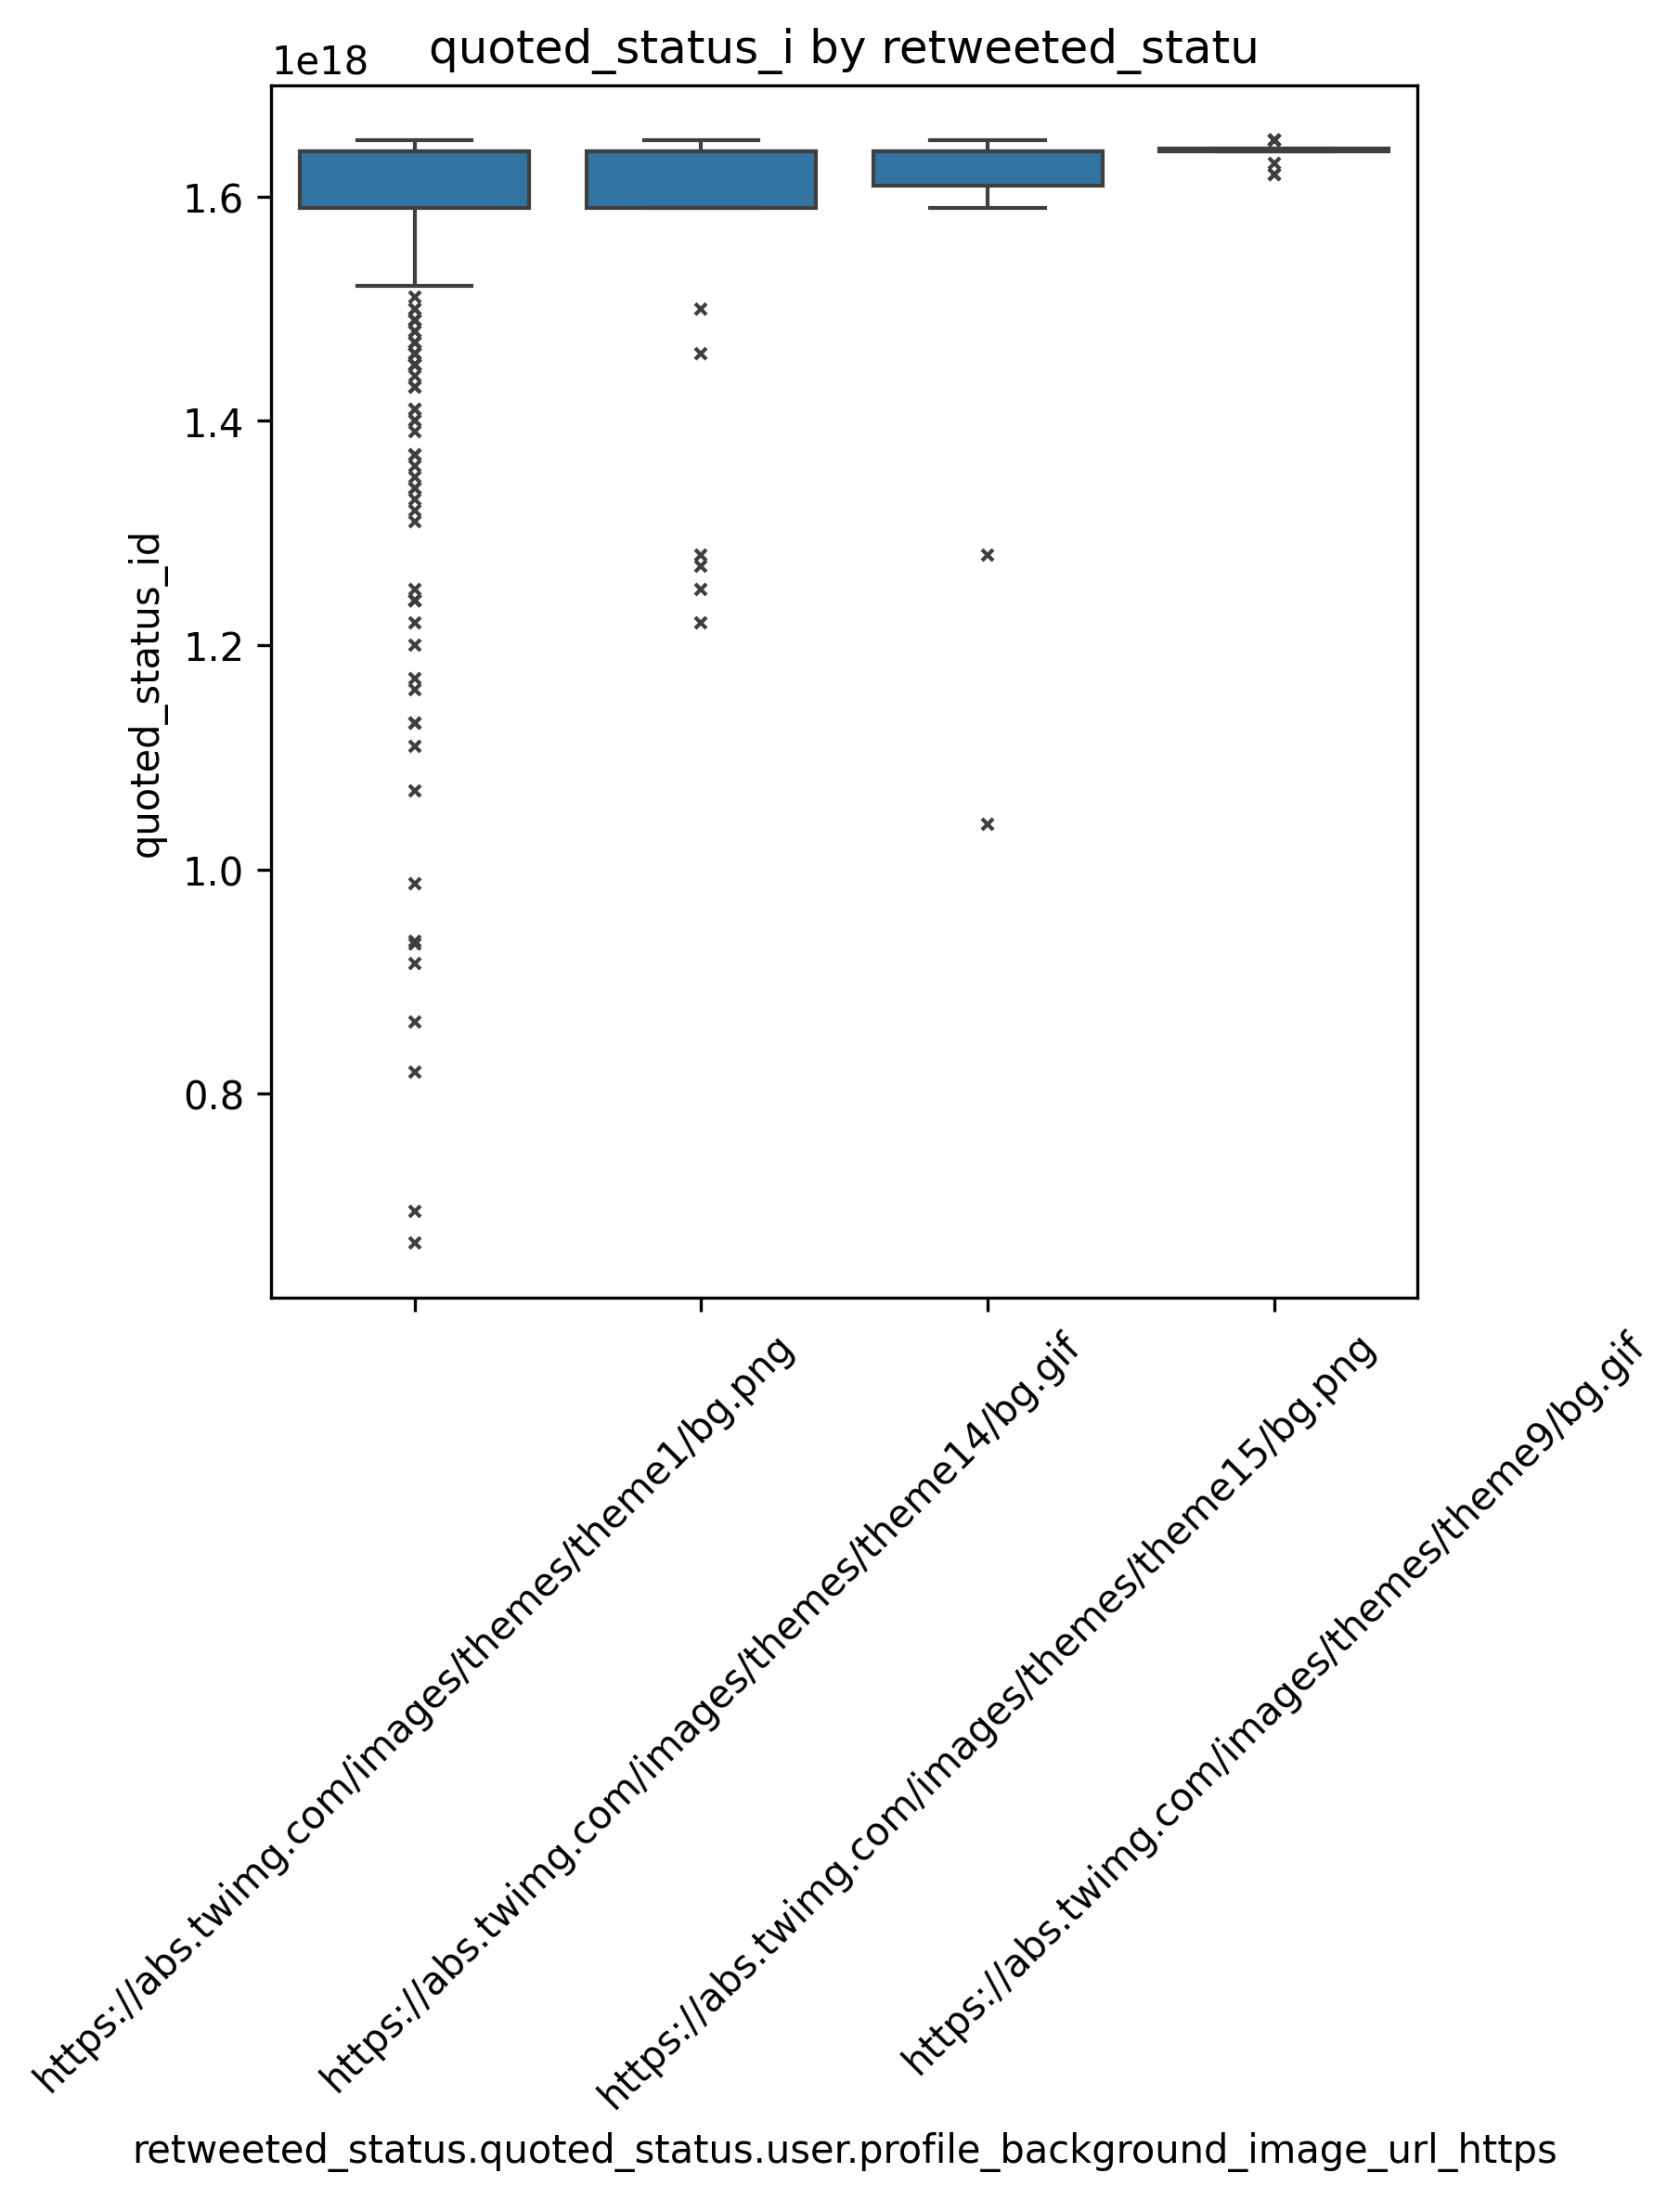 quoted_status_i by retweeted_statu
1e18
1.6
1.4
1.2
1.0
0.8
quoted_status_id
https://abs.twimg.com/images/themes/theme1/bg.png
https://abs.twimg.com/images/themes/theme14/bg.gif
https://abs.twimg.com/images/themes/theme15/bg.png
https://abs.twimg.com/images/themes/theme9/bg.gif
retweeted_status.quoted_status.user.profile_background_image_url_https